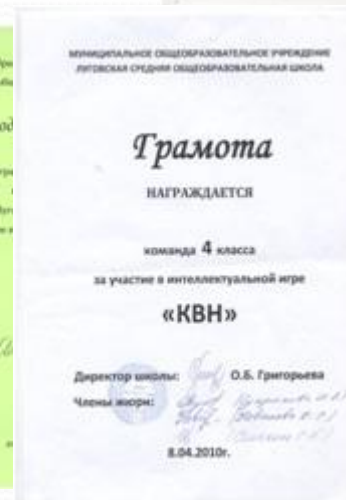 МУНИЦИПАЛЬНОЕ ОБЩЕОБРАЗОВАТЕЛЬНОЕ УЧРЕЖДЕНИЕ
ЛУГОВСКАЯ СРЕДНЯЯ ОБЩЕОБРАЗОВАТЕЛЬНАЯ ШКОЛА
Грамота
НАГРАЖДАЕТСЯ
команда 4 класса
за участие в интеллектуальной игре
«КВН»
Директор школы: О.Б. Григорьева
Члены жюри:
8.04.2010г.